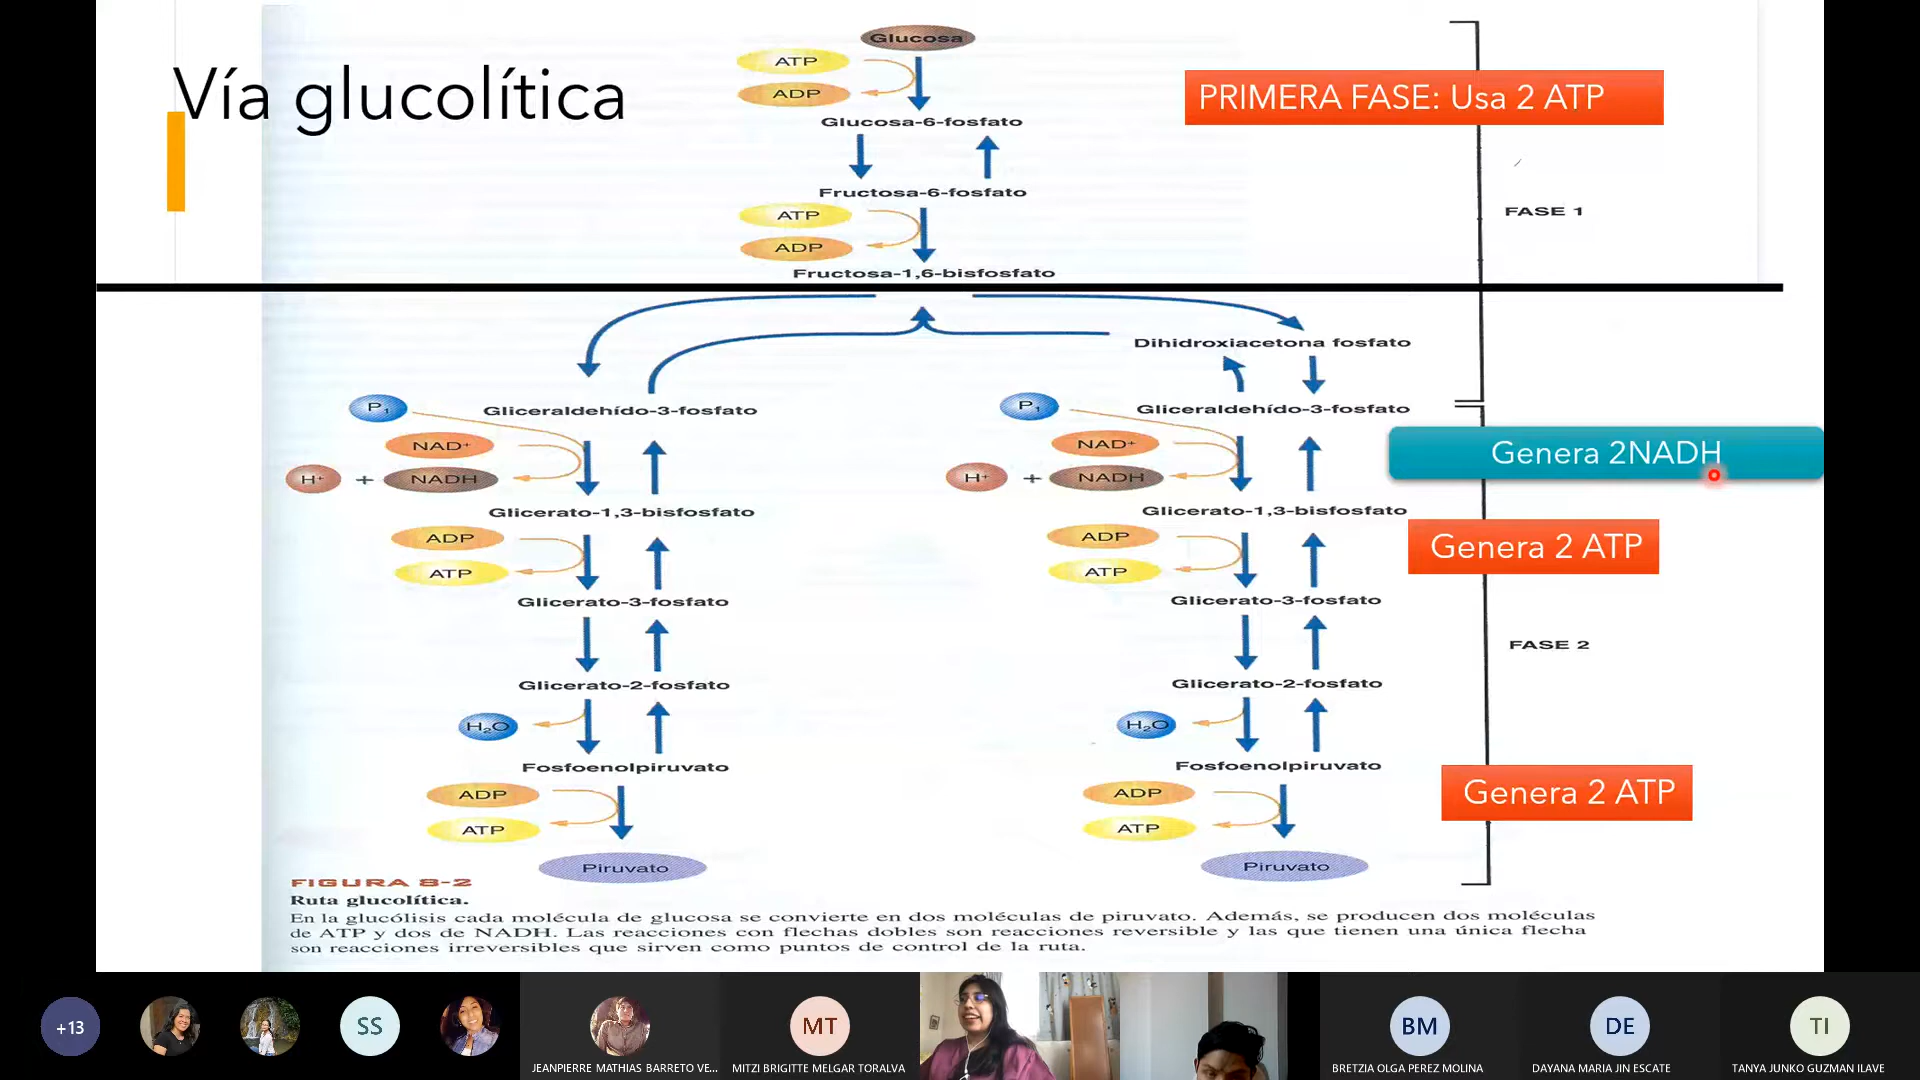 Vía glucolítica
PRIMERA FASE: Usa 2 ATP
Glucosa
ATP
ADP
Glucosa-6-fosfato
Fructosa-6-fosfato
ATP
ADP
Fructosa-1,6-bisfosfato
FASE 1
Dihidroxiacetona fosfato
P₁
Gliceraldehído-3-fosfato
NAD⁺
H⁺ + NADH
Glicerato-1,3-bisfosfato
ADP
ATP
Glicerato-3-fosfato
Glicerato-2-fosfato
H₂O
Fosfoenolpiruvato
ADP
ATP
Piruvato
P₁
Gliceraldehído-3-fosfato
NAD⁺
H⁺ + NADH
Glicerato-1,3-bisfosfato
ADP
ATP
Glicerato-3-fosfato
Glicerato-2-fosfato
H₂O
Fosfoenolpiruvato
ADP
ATP
Piruvato
Genera 2NADH
Genera 2 ATP
FASE 2
Genera 2 ATP
FIGURA 8-2
Ruta glucolítica.
En la glucólisis cada molécula de glucosa se convierte en dos moléculas de piruvato. Además, se producen dos moléculas
de ATP y dos de NADH. Las reacciones con flechas dobles son reacciones reversible y las que tienen una única flecha
son reacciones irreversibles que sirven como puntos de control de la ruta.
+13
SS
JEANPIERRE MATHIAS BARRETO VE...
MT
MITZI BRIGITTE MELGAR TORALVA
BM
BRETZIA OLGA PEREZ MOLINA
DE
DAYANA MARIA JIN ESCATE
TI
TANYA JUNKO GUZMAN ILAVE